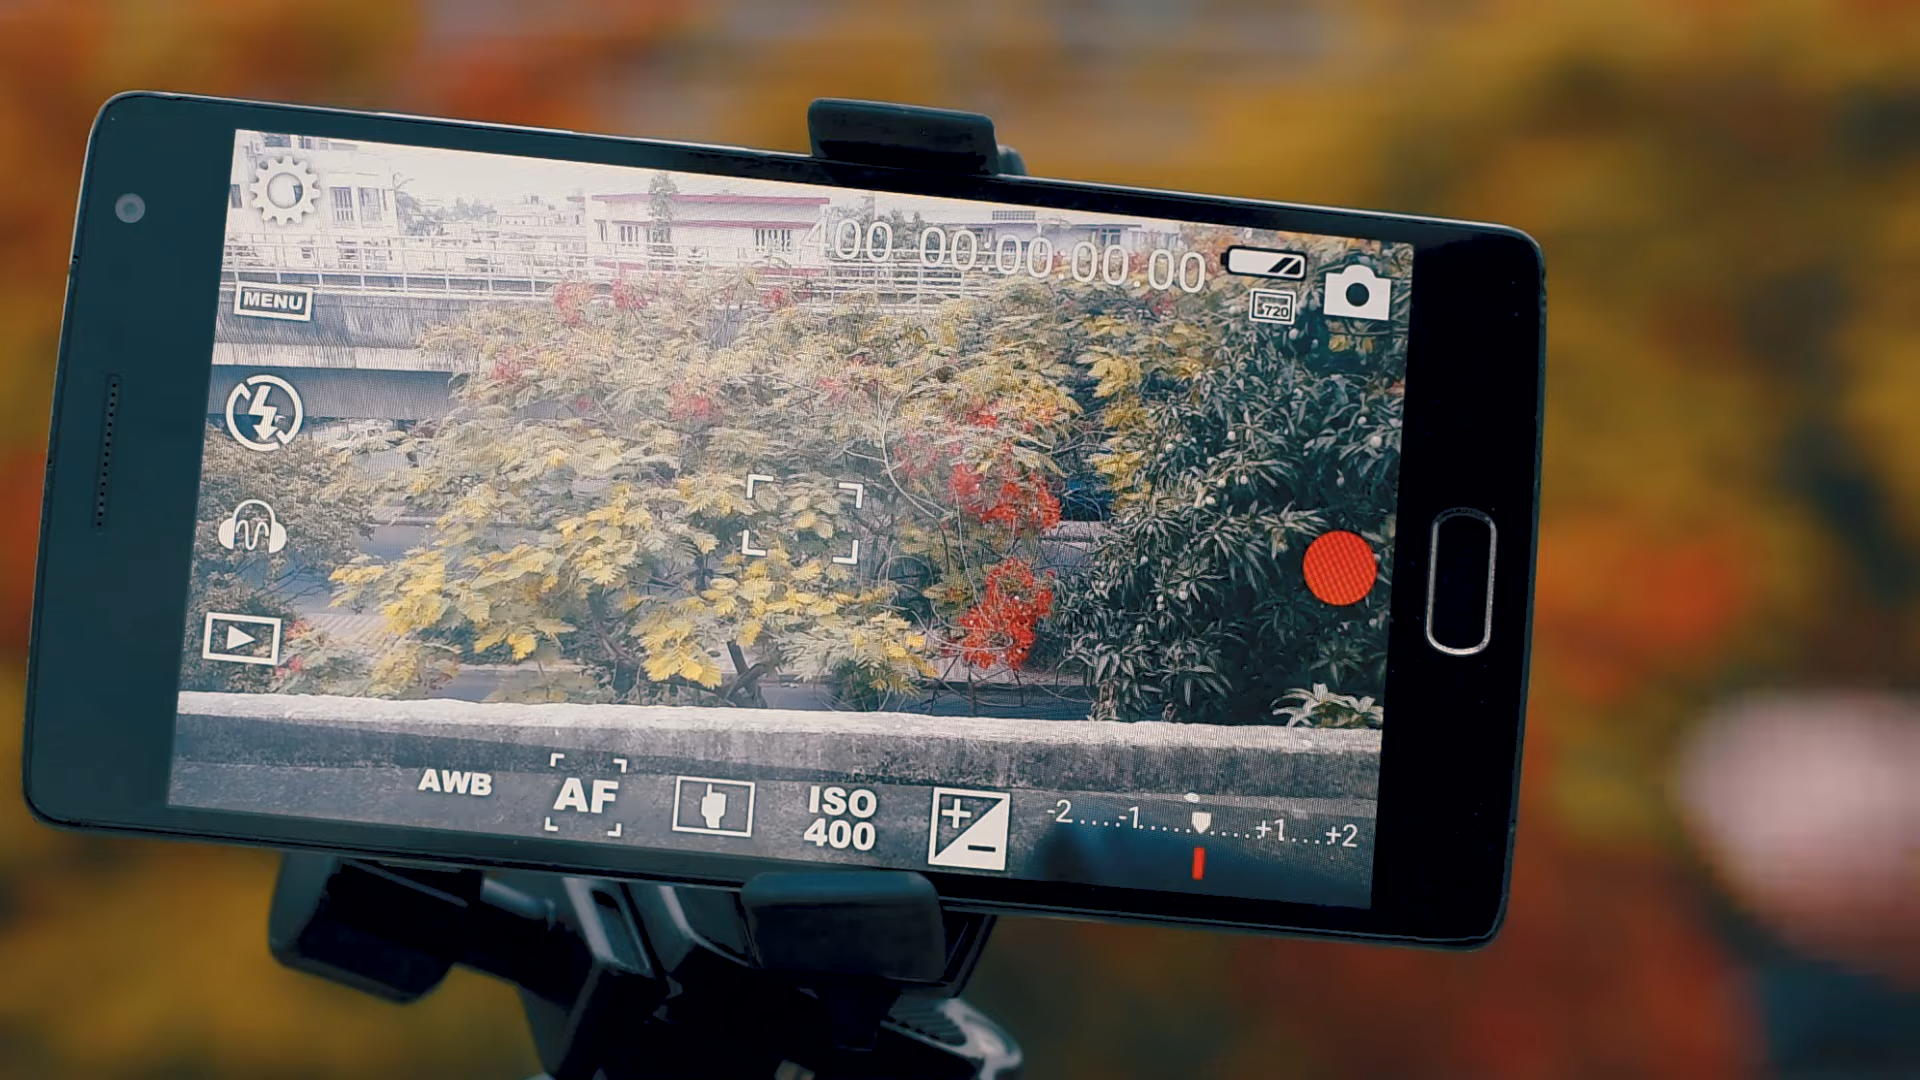 400 00:00:00.00
720
MENU
AWB
AF
ISO
400
-2....-1.........+1...+2